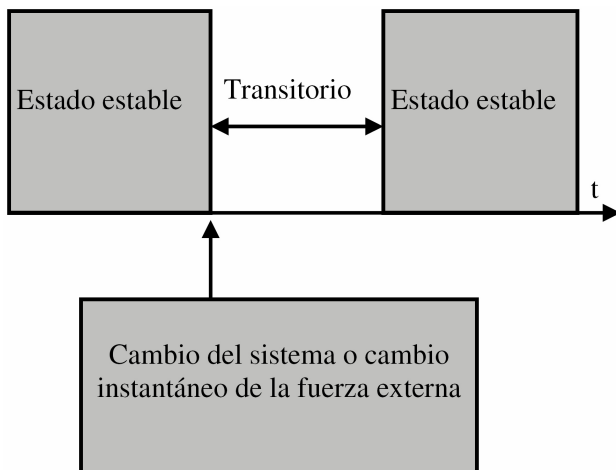 Estado estable
Transitorio
Estado estable
t
Cambio del sistema o cambio
instantáneo de la fuerza externa